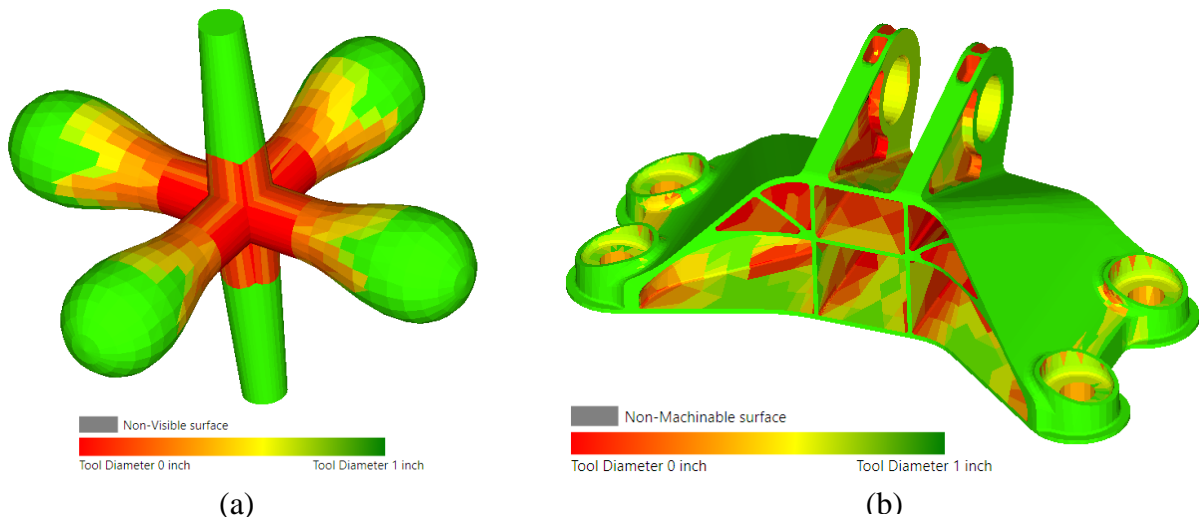 Non-Visible surface
Tool Diameter 0 inch Tool Diameter 1 inch
(a)
Non-Machinable surface
Tool Diameter 0 inch Tool Diameter 1 inch
(b)